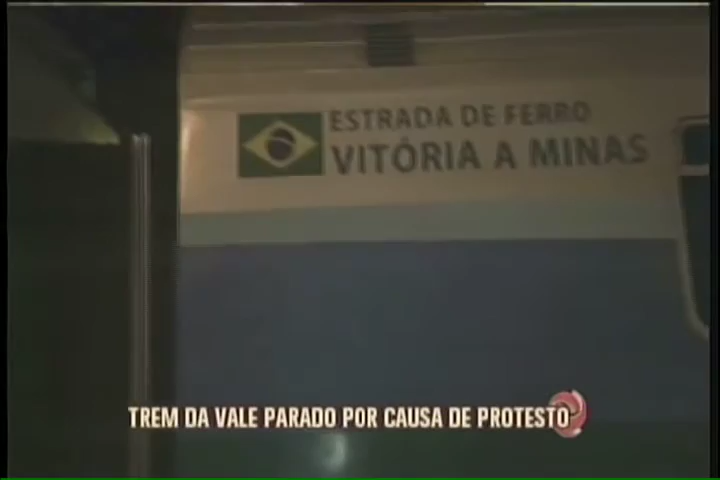 ESTRADA DE FERRO
VITÓRIA A MINAS
TREM DA VALE PARADO POR CAUSA DE PROTESTO